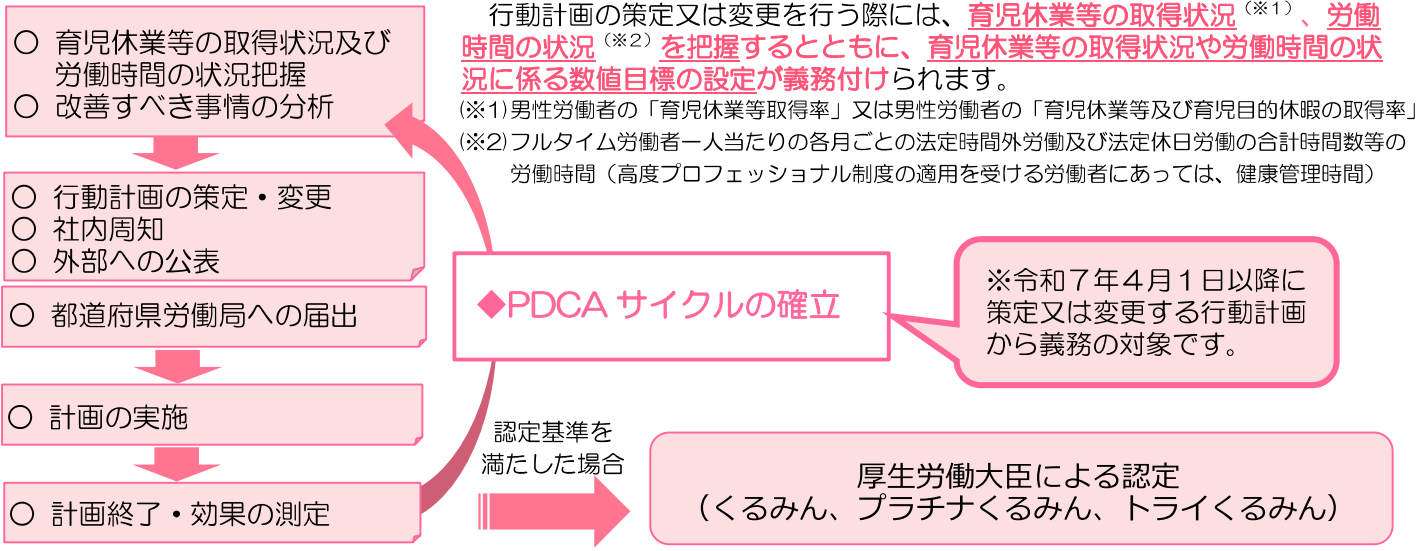 ○ 育児休業等の取得状況及び
労働時間の状況把握
○ 改善すべき事情の分析
○ 行動計画の策定・変更
○ 社内周知
○ 外部への公表
○ 都道府県労働局への届出
○ 計画の実施
○ 計画終了・効果の測定
行動計画の策定又は変更を行う際には、育児休業等の取得状況（※1）、労働
時間の状況（※2）を把握するとともに、育児休業等の取得状況や労働時間の状
況に係る数値目標の設定が義務付けられます。
(※1)男性労働者の「育児休業等取得率」又は男性労働者の「育児休業等及び育児目的休暇の取得率」
(※2)フルタイム労働者一人当たりの各月ごとの法定時間外労働及び法定休日労働の合計時間数等の
労働時間（高度プロフェッショナル制度の適用を受ける労働者にあっては、健康管理時間）
◆PDCAサイクルの確立
※令和７年４月１日以降に
策定又は変更する行動計画
から義務の対象です。
認定基準を
満たした場合
厚生労働大臣による認定
（くるみん、プラチナくるみん、トライくるみん）